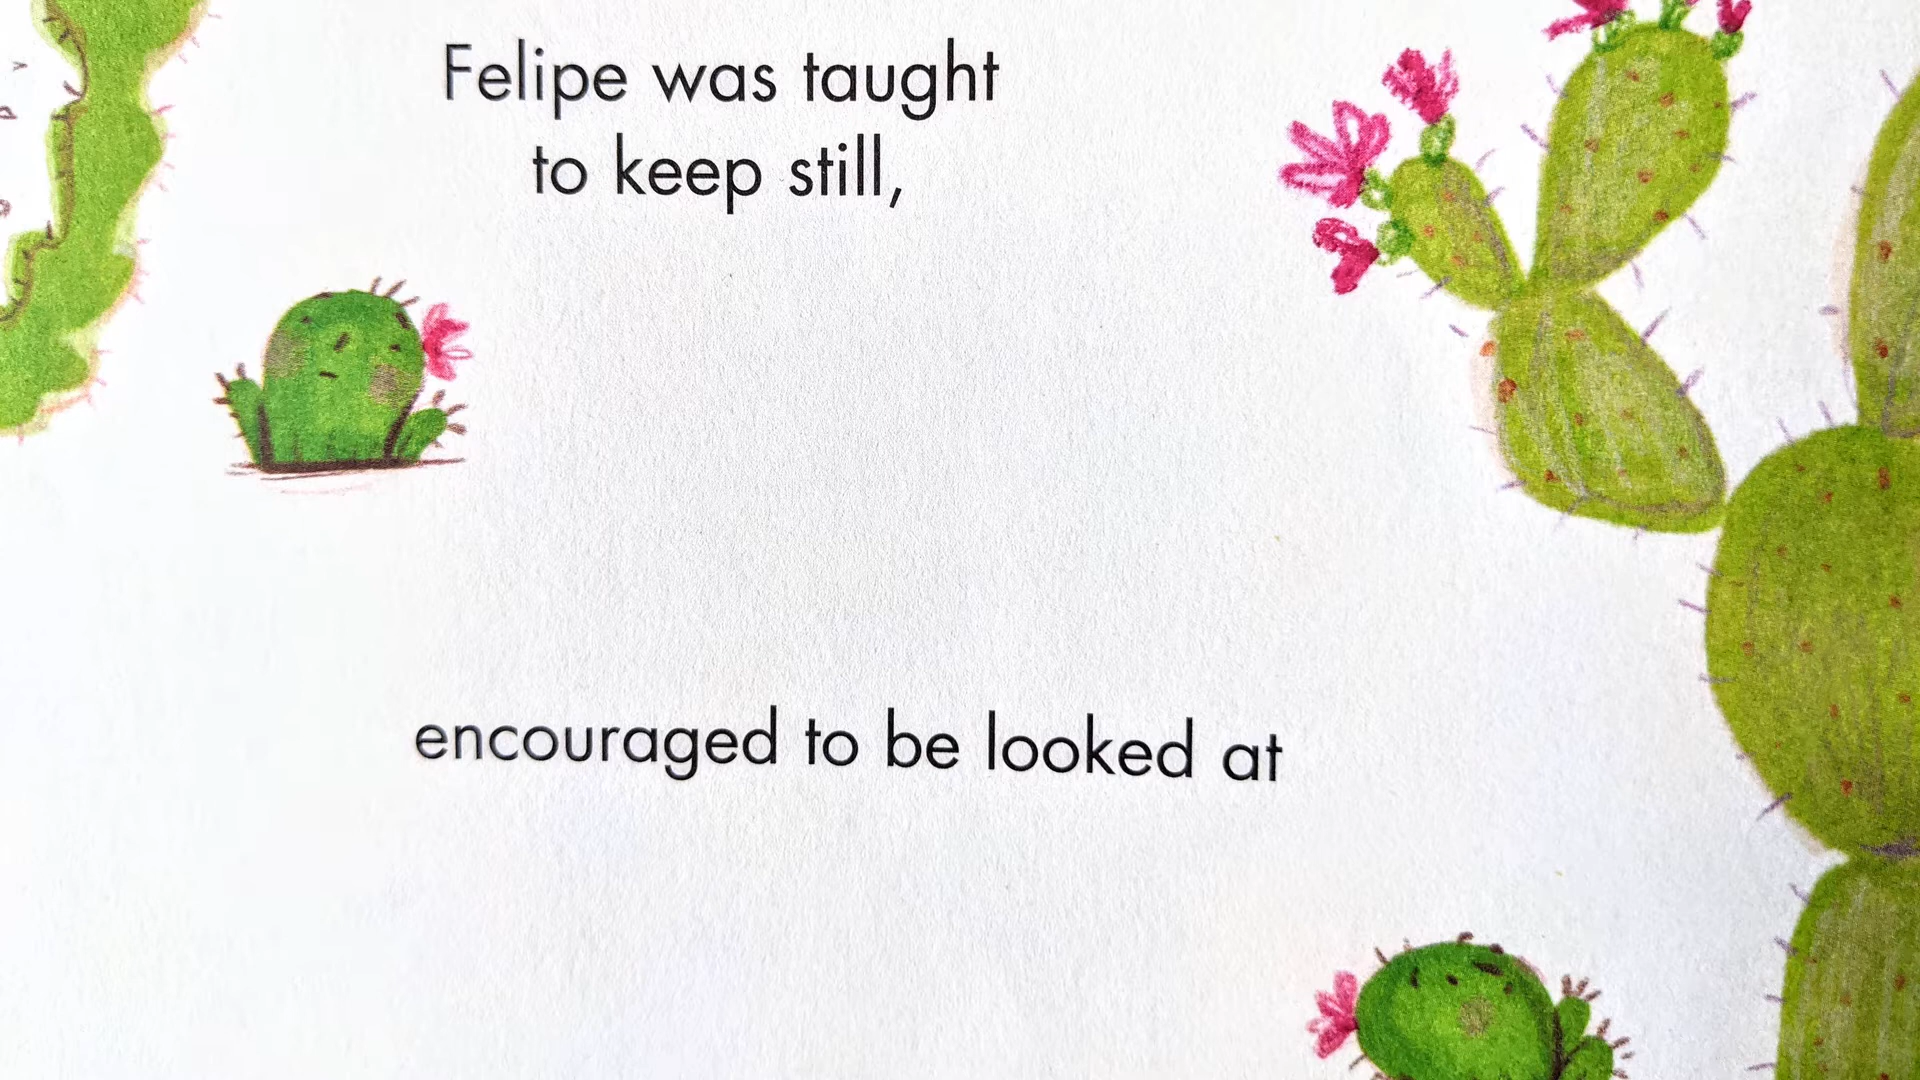 Felipe was taught
to keep still,
encouraged to be looked at